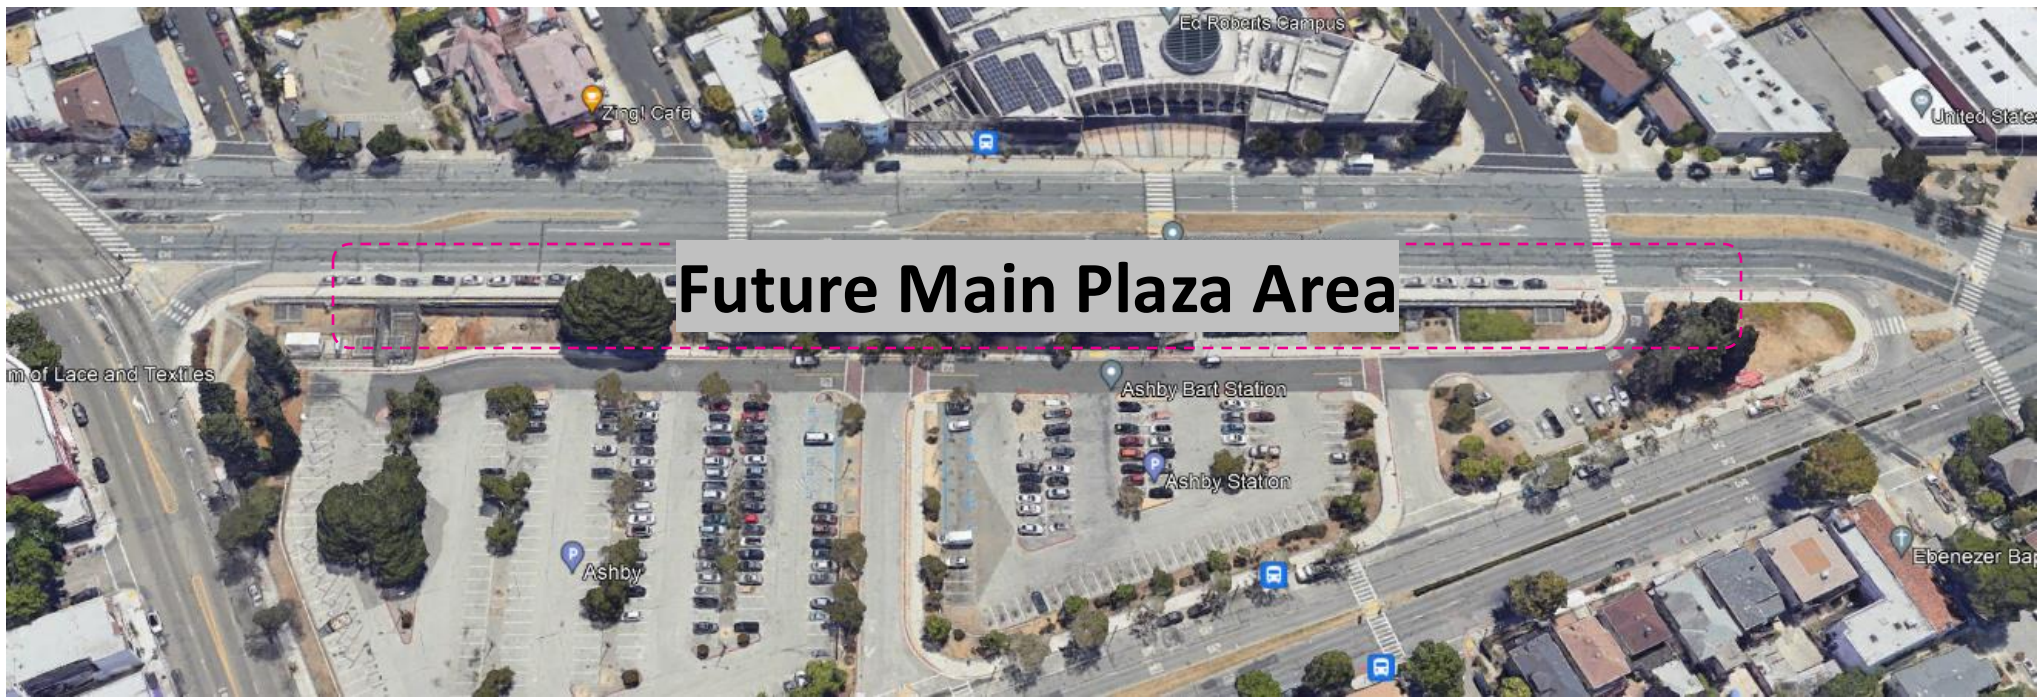 Ed Roberts Campus
Zing! Cafe
United States
Future Main Plaza Area
m of Lace and Textiles
Ashby Bart Station
P
Ashby Station
P
Ashby
Ebenezer Bap